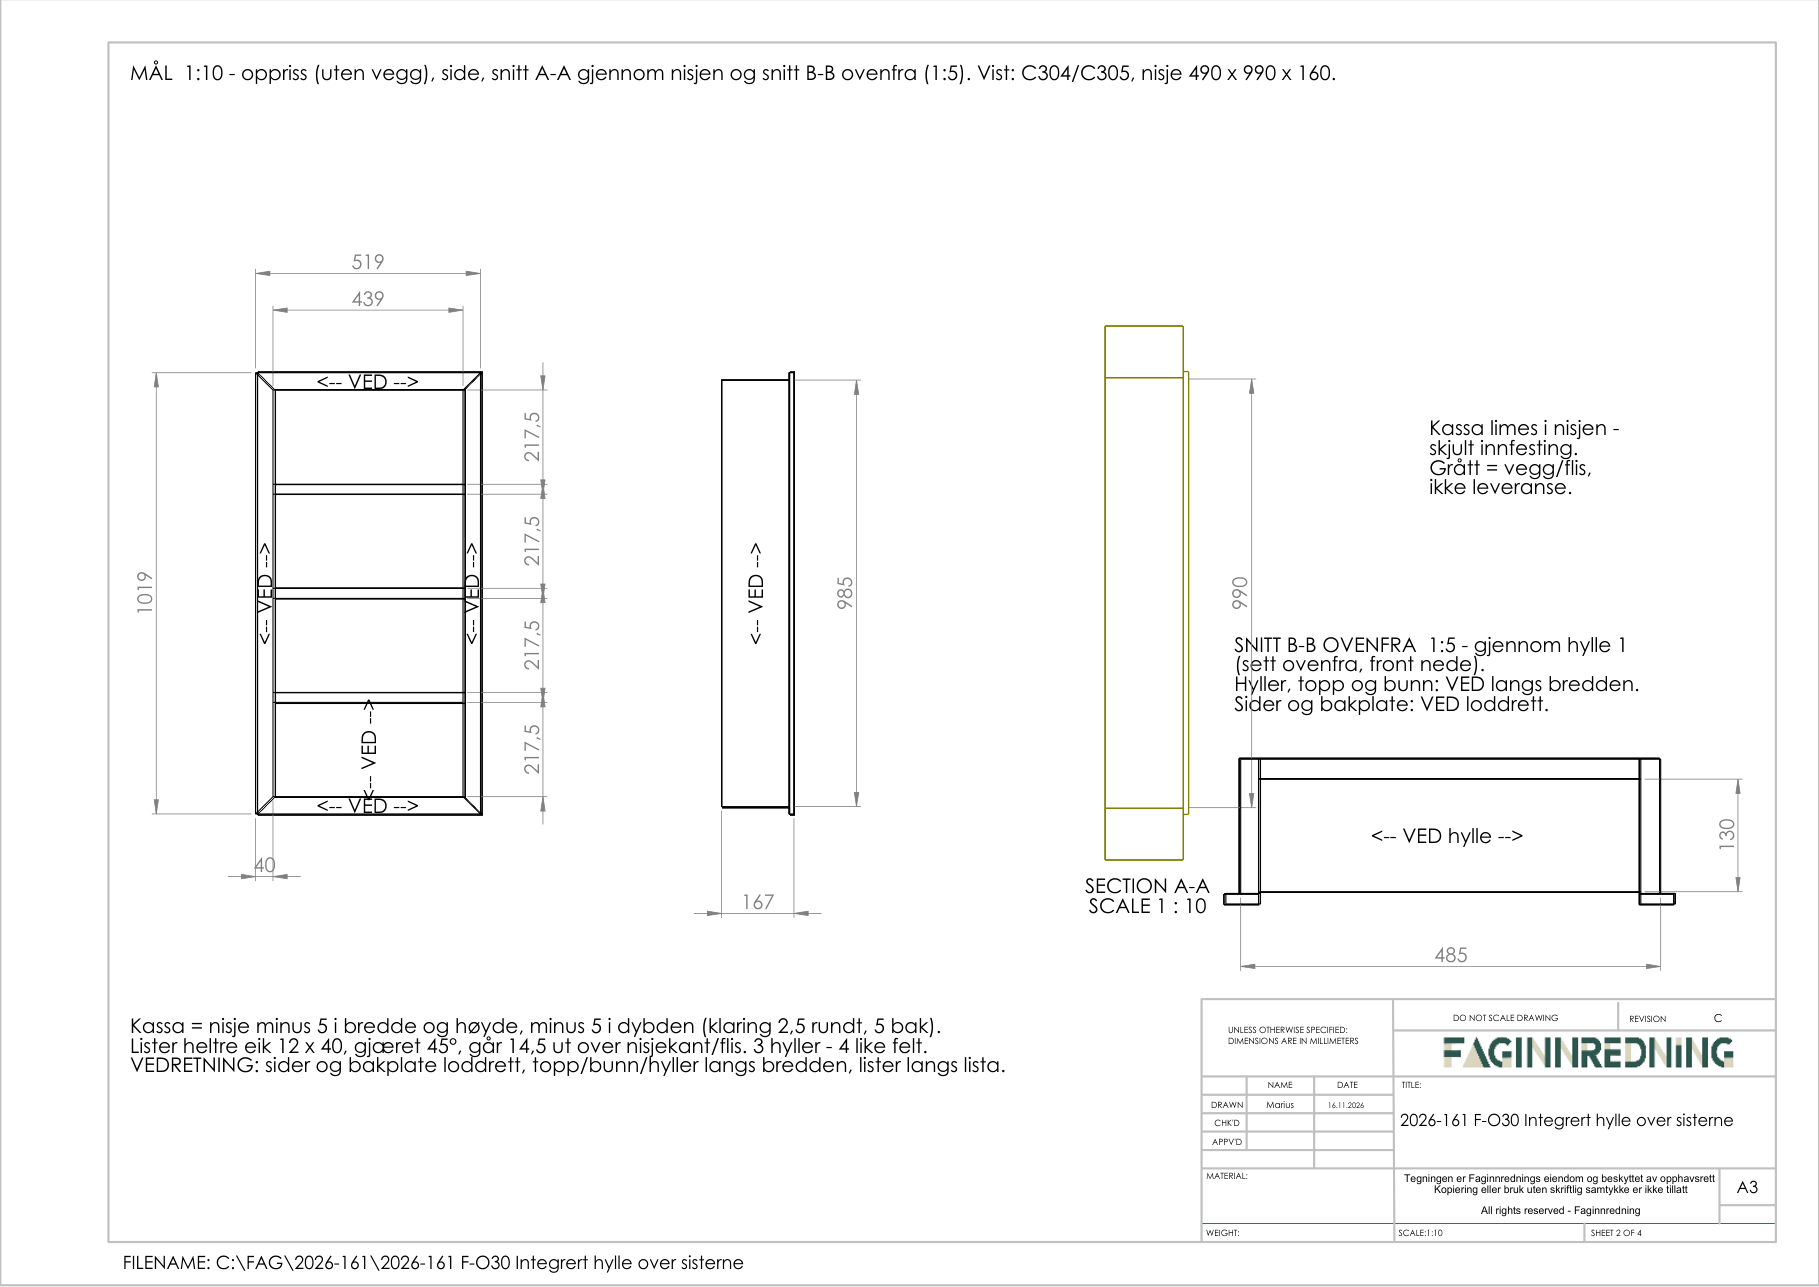 MÅL  1:10 - oppriss (uten vegg), side, snitt A-A gjennom nisjen og snitt B-B ovenfra (1:5). Vist: C304/C305, nisje 490 x 990 x 160.
519
439
<-- VED -->
217,5
217,5
217,5
217,5
1019
<-- VED -->
<-- VED -->
<-- VED -->
<-- VED -->
40
<-- VED -->
985
167
990
SECTION A-A
SCALE 1 : 10
Kassa limes i nisjen -
skjult innfesting.
Grått = vegg/flis,
ikke leveranse.
SNITT B-B OVENFRA  1:5 - gjennom hylle 1
(sett ovenfra, front nede).
Hyller, topp og bunn: VED langs bredden.
Sider og bakplate: VED loddrett.
<-- VED hylle -->
130
485
Kassa = nisje minus 5 i bredde og høyde, minus 5 i dybden (klaring 2,5 rundt, 5 bak).
Lister heltre eik 12 x 40, gjæret 45°, går 14,5 ut over nisjekant/flis. 3 hyller - 4 like felt.
VEDRETNING: sider og bakplate loddrett, topp/bunn/hyller langs bredden, lister langs lista.
UNLESS OTHERWISE SPECIFIED:
DIMENSIONS ARE IN MILLIMETERS
DO NOT SCALE DRAWING
REVISION C
FAGINNREDNING
NAME DATE
DRAWN Marius 16.11.2026
CHK'D
APPV'D
TITLE:
2026-161 F-O30 Integrert hylle over sisterne
MATERIAL:
Tegningen er Faginnrednings eiendom og beskyttet av opphavsrett
Kopiering eller bruk uten skriftlig samtykke er ikke tillatt
All rights reserved - Faginnredning
A3
WEIGHT:
SCALE:1:10
SHEET 2 OF 4
FILENAME: C:\FAG\2026-161\2026-161 F-O30 Integrert hylle over sisterne